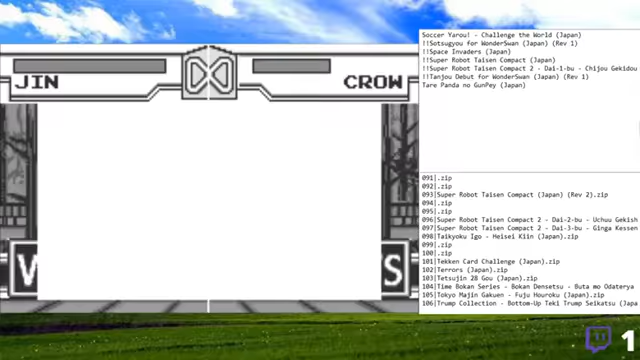 JIN
CROW
W
S
Soccer Yarou! - Challenge the World (Japan)
!!Sotsugyou for WonderSwan (Japan) (Rev 1)
!!Space Invaders (Japan)
!!Super Robot Taisen Compact (Japan)
!!Super Robot Taisen Compact 2 - Dai-1-bu - Chijou Gekidou
!!Tanjou Debut for WonderSwan (Japan) (Rev 1)
Tare Panda no GunPey (Japan)
091|.zip
092|.zip
093|Super Robot Taisen Compact (Japan) (Rev 2).zip
094|.zip
095|.zip
096|Super Robot Taisen Compact 2 - Dai-2-bu - Uchuu Gekish
097|Super Robot Taisen Compact 2 - Dai-3-bu - Ginga Kessen
098|Taikyoku Igo - Heisei Kiin (Japan).zip
099|.zip
100|.zip
101|Tekken Card Challenge (Japan).zip
102|Terrors (Japan).zip
103|Tetsujin 28 Gou (Japan).zip
104|Time Bokan Series - Bokan Densetsu - Buta mo Odaterya
105|Tokyo Majin Gakuen - Fuju Houroku (Japan).zip
106|Trump Collection - Bottom-Up Teki Trump Seikatsu (Japa
1